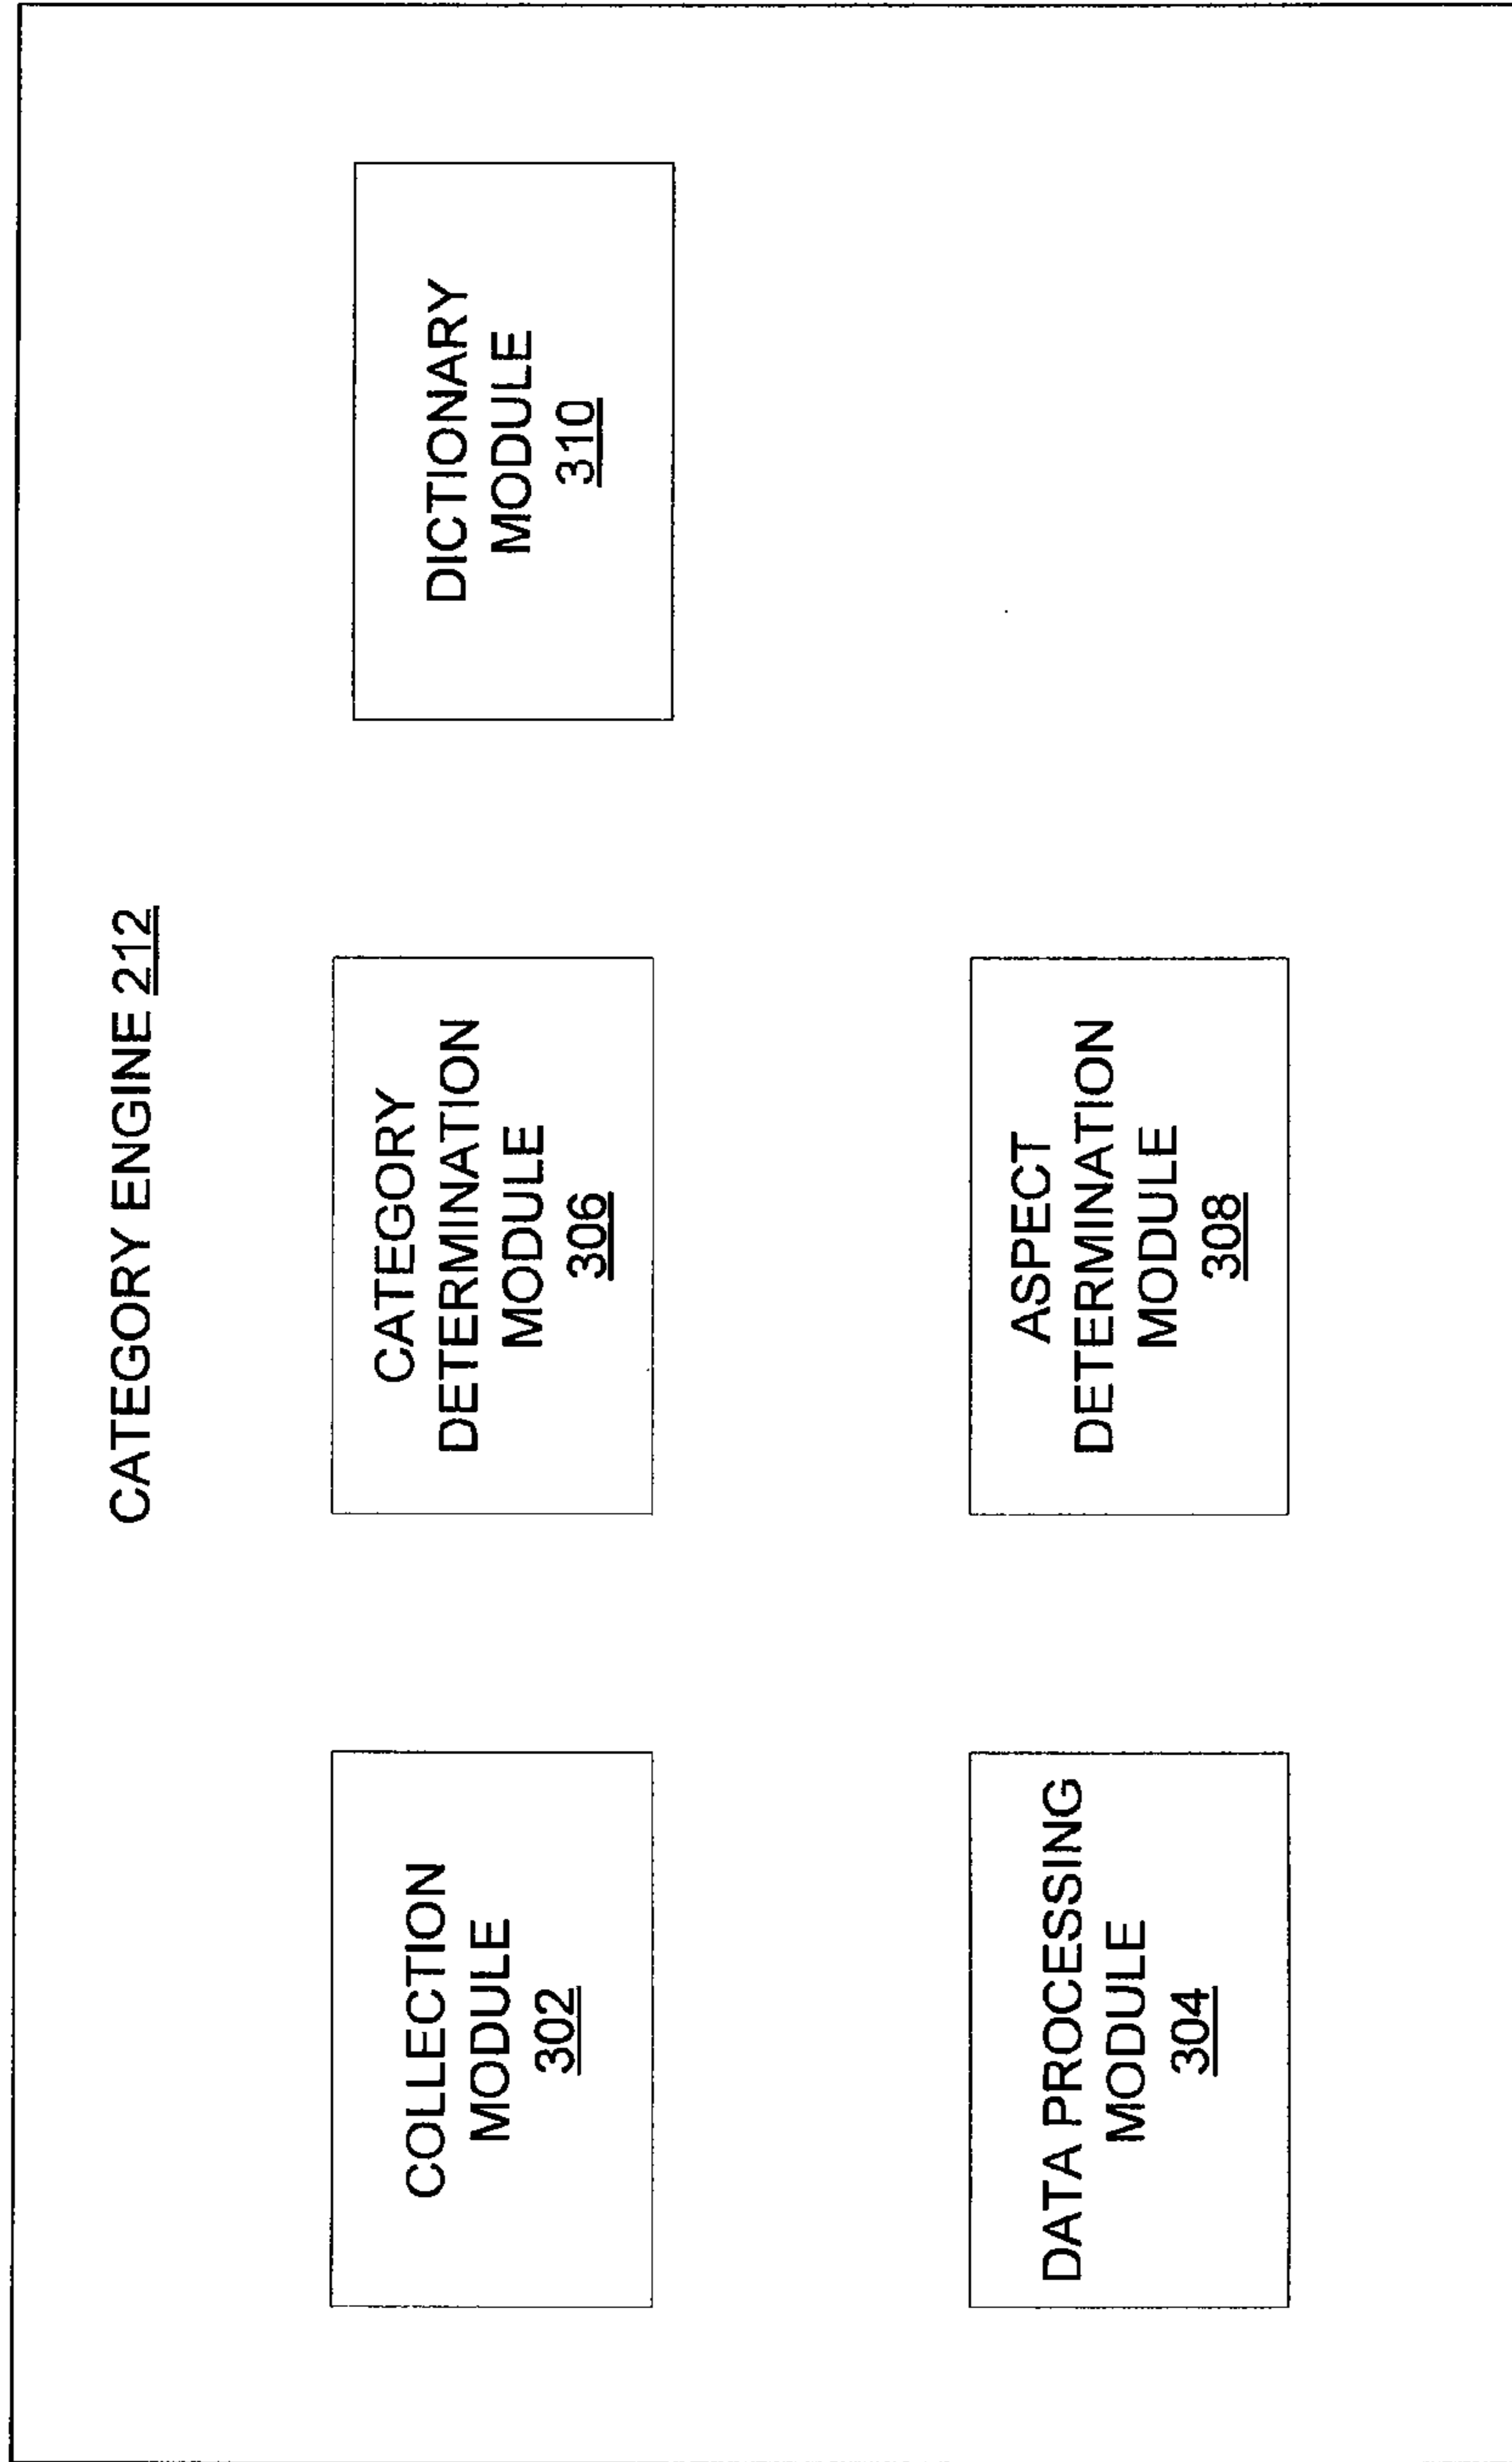 CATEGORY ENGINE 212
COLLECTION
MODULE
302
CATEGORY
DETERMINATION
MODULE
306
DICTIONARY
MODULE
310
DATA PROCESSING
MODULE
304
ASPECT
DETERMINATION
MODULE
308